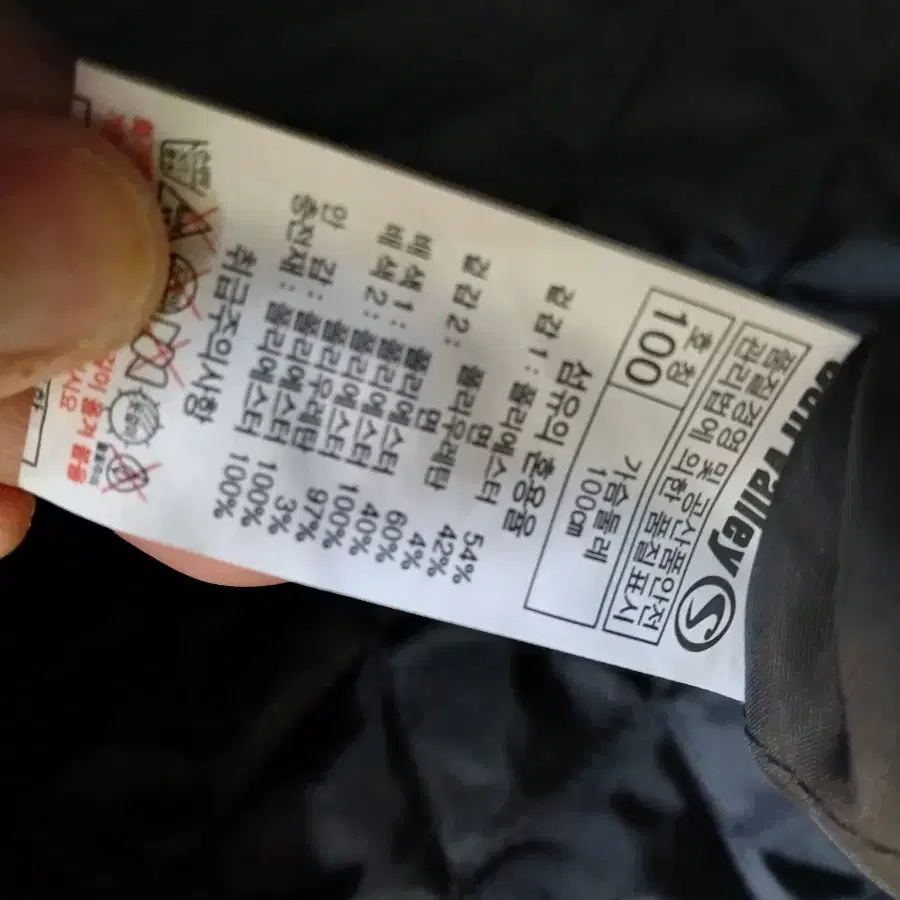 Valley
품질경영 및 공산품안전
관리법에 의한 품질표시
호칭 가슴둘레
100 100㎝
섬유의 혼용율
겉 감 1 : 폴리에스터 54%
면 42%
폴리우레탄 4%
겉 감 2 : 면 60%
폴리에스터 40%
배 색 1 : 폴리에스터 100%
배 색 2 : 폴리에스터 97%
폴리우레탄 3%
안 감 : 폴리에스터 100%
충전재 : 폴리에스터 100%
취급주의사항